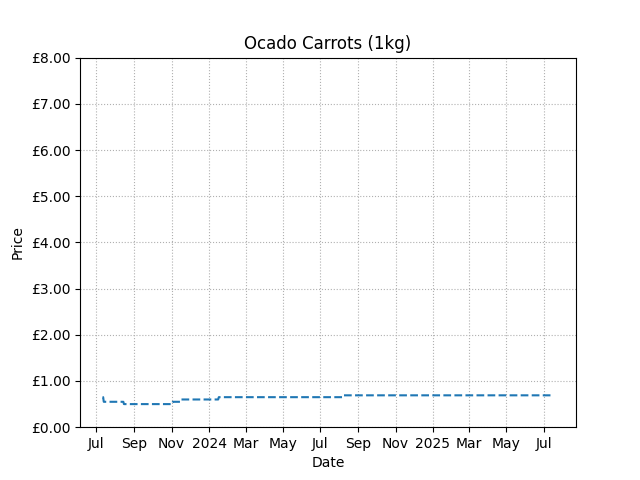 Ocado Carrots (1kg)
£8.00
£7.00
£6.00
£5.00
£4.00
£3.00
£2.00
£1.00
£0.00
Price
Jul Sep Nov 2024 Mar May Jul Sep Nov 2025 Mar May Jul
Date